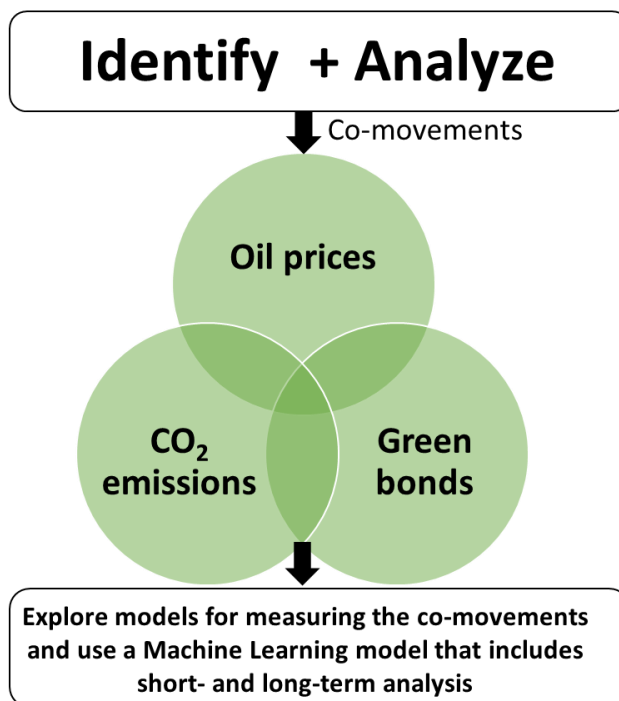 Identify + Analyze
Co-movements
Oil prices
CO₂
emissions
Green
bonds
Explore models for measuring the co-movements
and use a Machine Learning model that includes
short- and long-term analysis